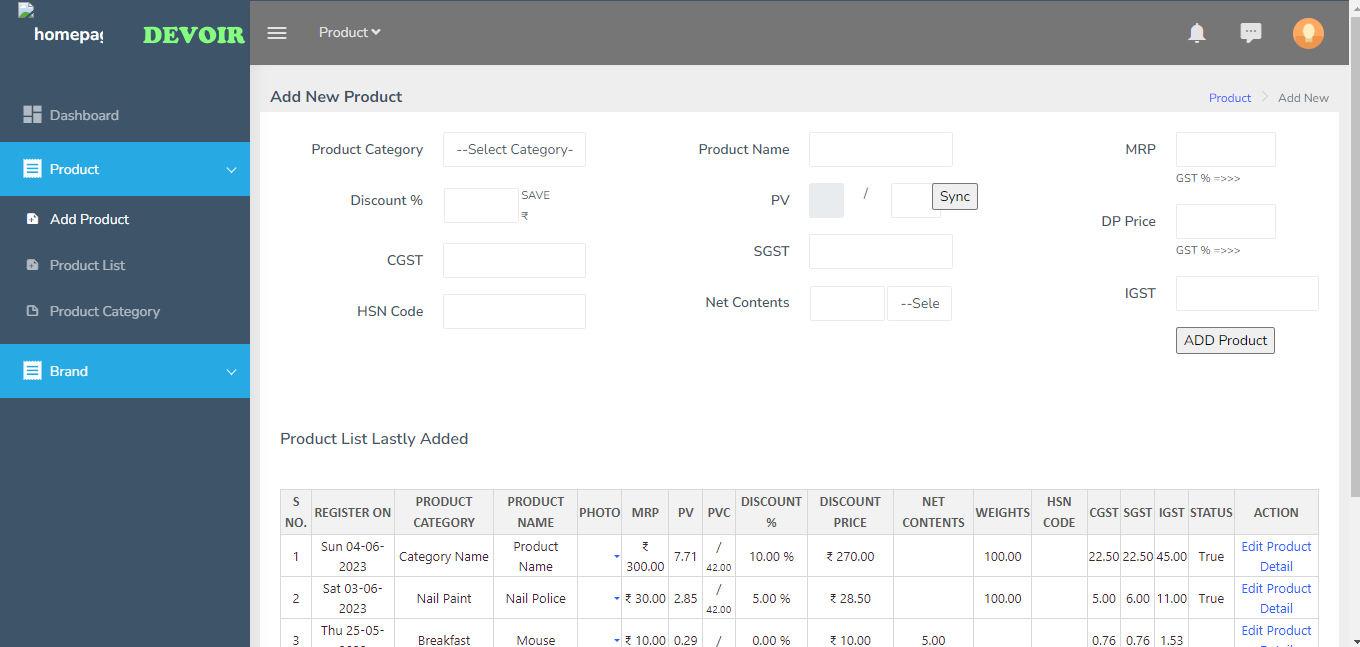 homepag
DEVOIR
Product
Dashboard
Product
Add Product
Product List
Product Category
Brand
Add New Product
Product
Add New
Product Category
--Select Category-
Product Name
MRP
GST % =>>>
Discount %
SAVE
₹
PV
/
Sync
DP Price
GST % =>>>
CGST
SGST
IGST
HSN Code
Net Contents
--Sele
ADD Product
Product List Lastly Added
S NO. REGISTER ON PRODUCT CATEGORY PRODUCT NAME PHOTO MRP PV PVC DISCOUNT % DISCOUNT PRICE NET CONTENTS WEIGHTS HSN CODE CGST SGST IGST STATUS ACTION
1 Sun 04-06-2023 Category Name Product Name ₹ 300.00 7.71 / 42.00 10.00 % ₹ 270.00 100.00 22.50 22.50 45.00 True Edit Product Detail
2 Sat 03-06-2023 Nail Paint Nail Police ₹ 30.00 2.85 / 42.00 5.00 % ₹ 28.50 100.00 5.00 6.00 11.00 True Edit Product Detail
3 Thu 25-05- Breakfast Mouse ₹ 10.00 0.29 / 0.00 % ₹ 10.00 5.00 0.76 0.76 1.53 Edit Product